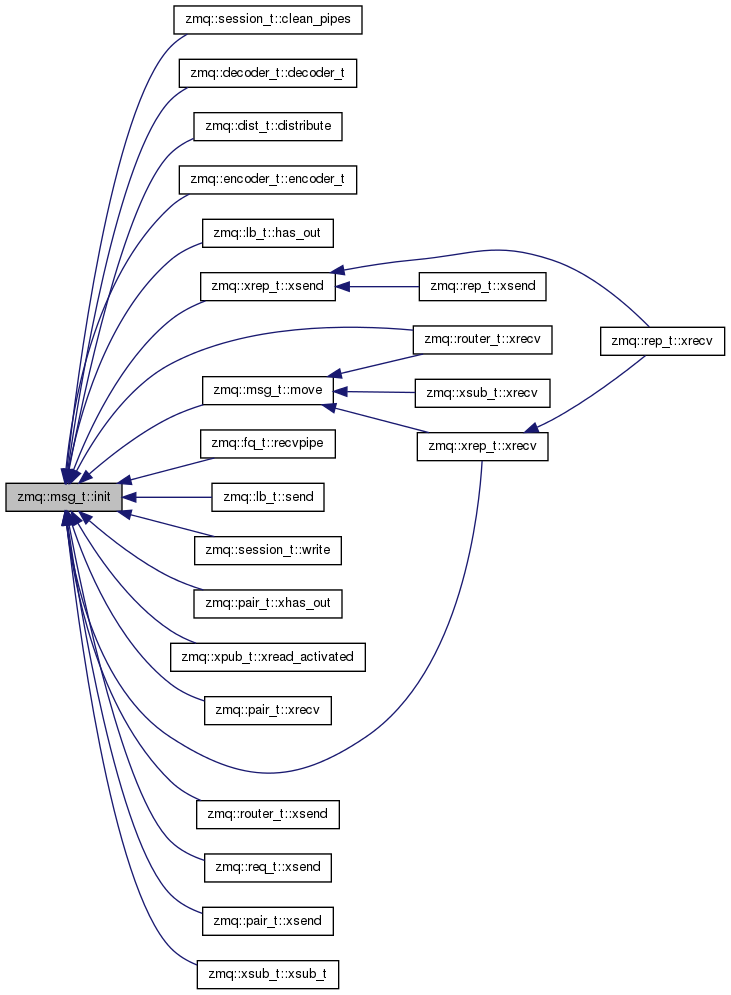 zmq::session_t::clean_pipes
zmq::decoder_t::decoder_t
zmq::dist_t::distribute
zmq::encoder_t::encoder_t
zmq::lb_t::has_out
zmq::xrep_t::xsend
zmq::rep_t::xsend
zmq::router_t::xrecv
zmq::rep_t::xrecv
zmq::msg_t::move
zmq::xsub_t::xrecv
zmq::fq_t::recvpipe
zmq::xrep_t::xrecv
zmq::msg_t::init
zmq::lb_t::send
zmq::session_t::write
zmq::pair_t::xhas_out
zmq::xpub_t::xread_activated
zmq::pair_t::xrecv
zmq::router_t::xsend
zmq::req_t::xsend
zmq::pair_t::xsend
zmq::xsub_t::xsub_t